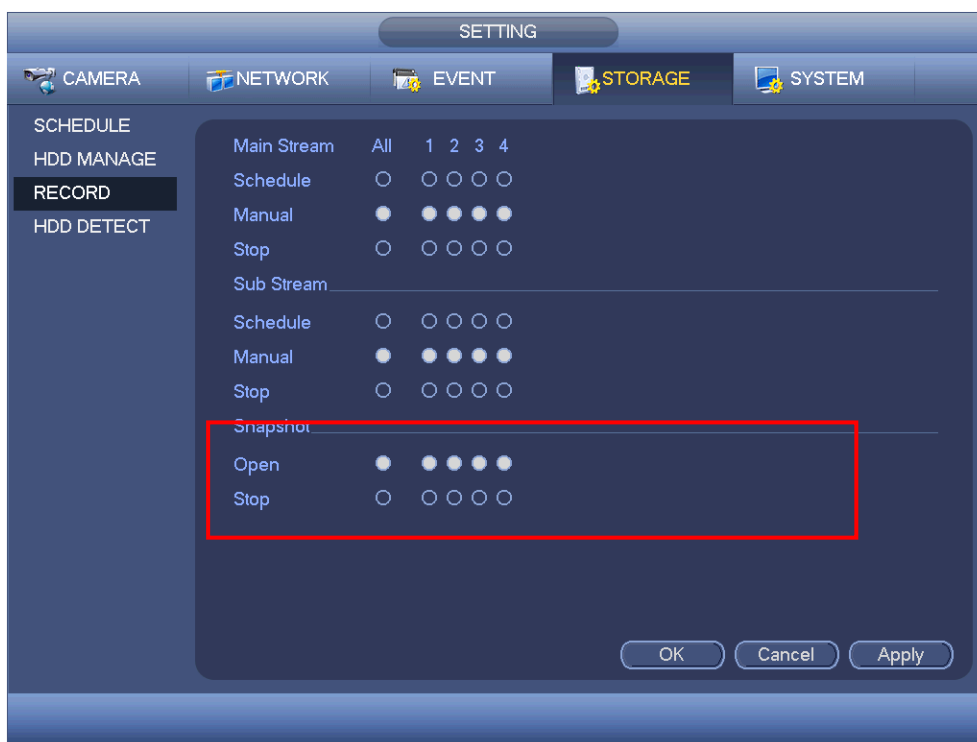 SETTING
CAMERA NETWORK EVENT STORAGE SYSTEM
SCHEDULE
HDD MANAGE
RECORD
HDD DETECT
Main Stream All 1 2 3 4
Schedule
Manual
Stop
Sub Stream
Schedule
Manual
Stop
Snapshot
Open
Stop
OK Cancel Apply